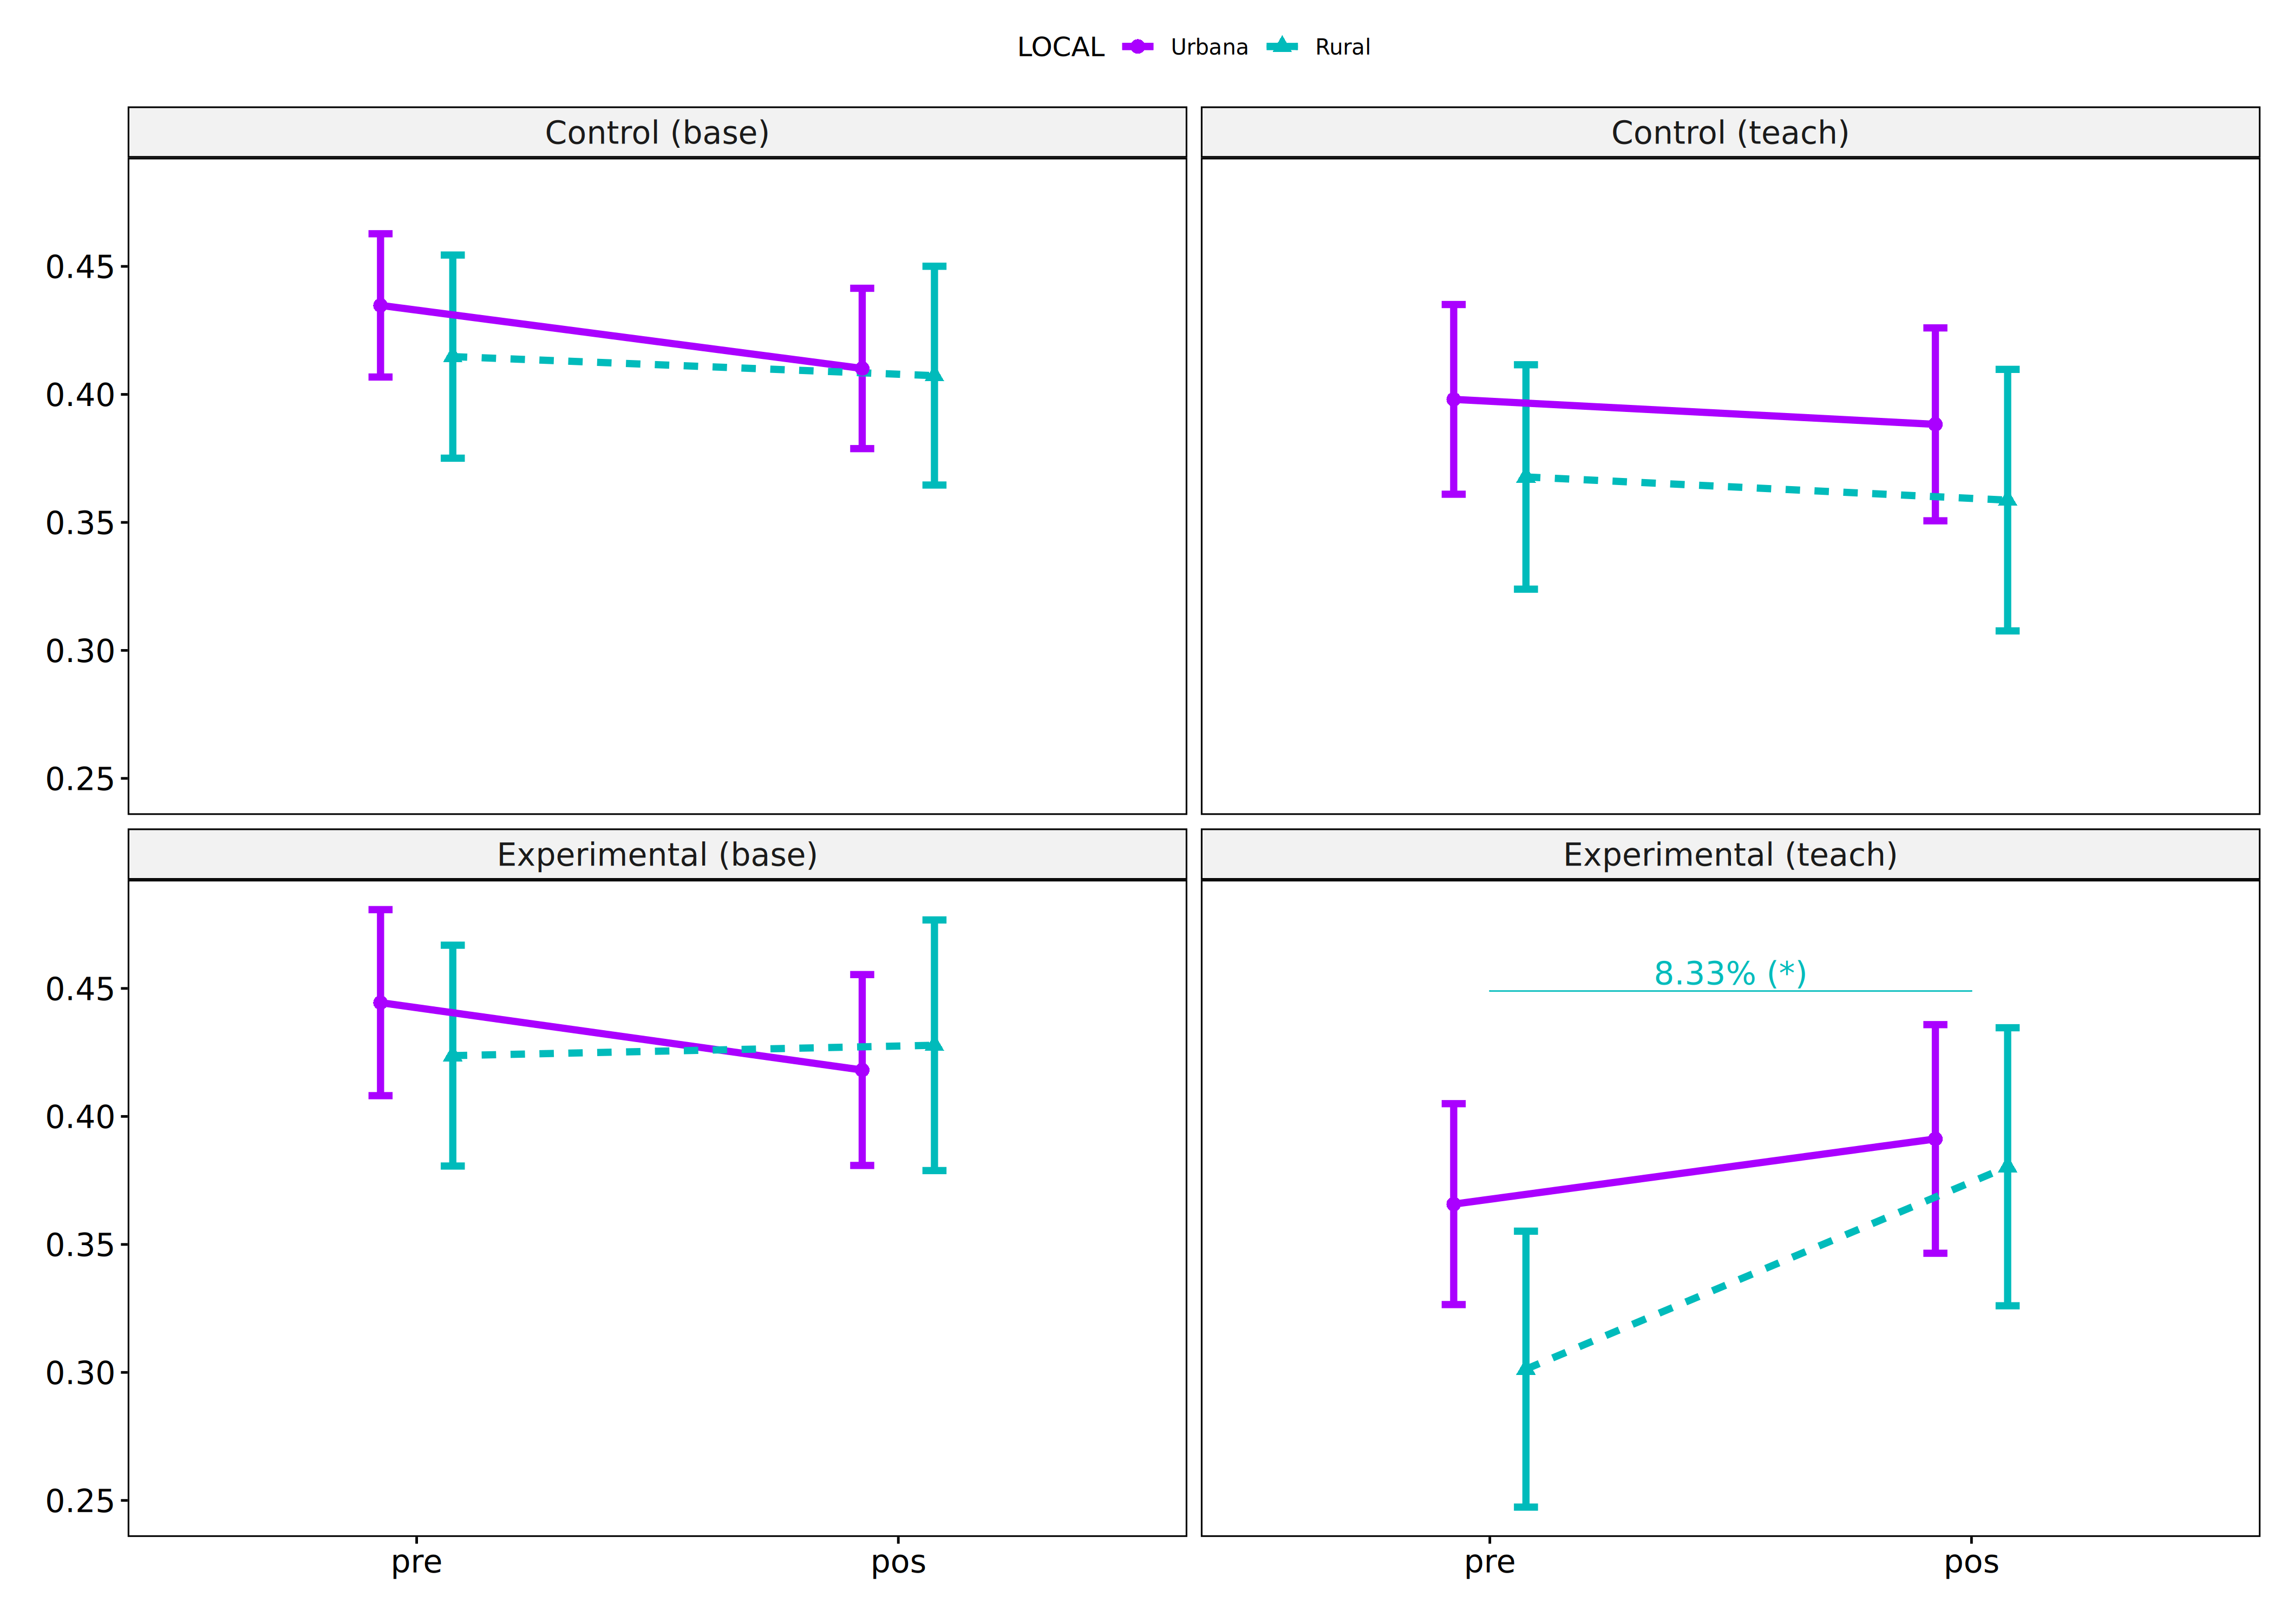 LOCAL Urbana Rural
Control (base)
Control (teach)
0.45
0.40
0.35
0.30
0.25
Experimental (base)
Experimental (teach)
8.33% (*)
0.45
0.40
0.35
0.30
0.25
pre pos
pre pos